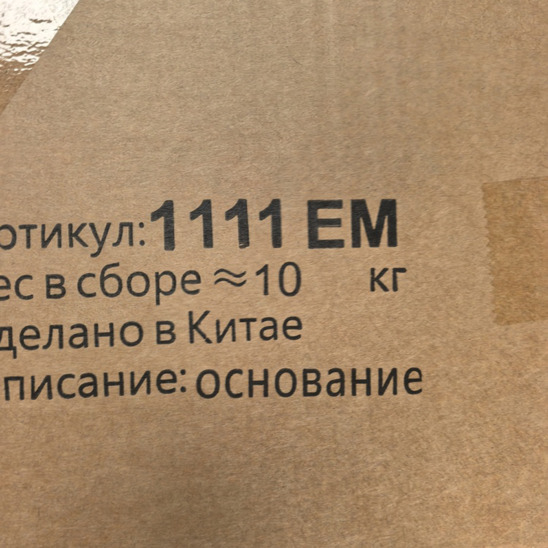 ртикул: 1111 EM
ес в сборе ≈10 кг
делано в Китае
писание: основание